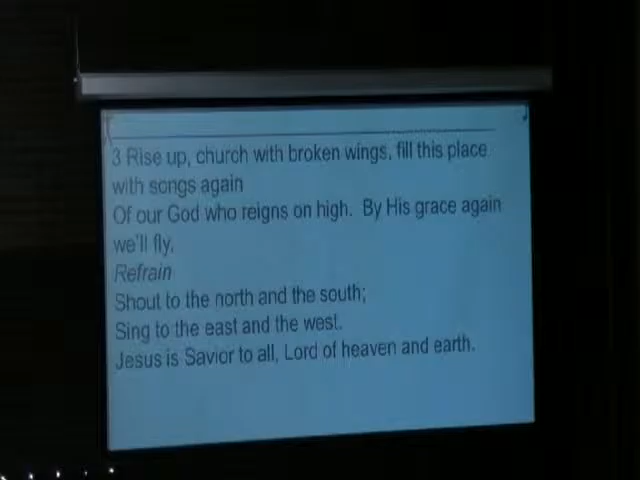 3 Rise up, church with broken wings, fill this place
with songs again
Of our God who reigns on high. By His grace again
we'll fly.
Refrain
Shout to the north and the south;
Sing to the east and the west.
Jesus is Savior to all, Lord of heaven and earth.